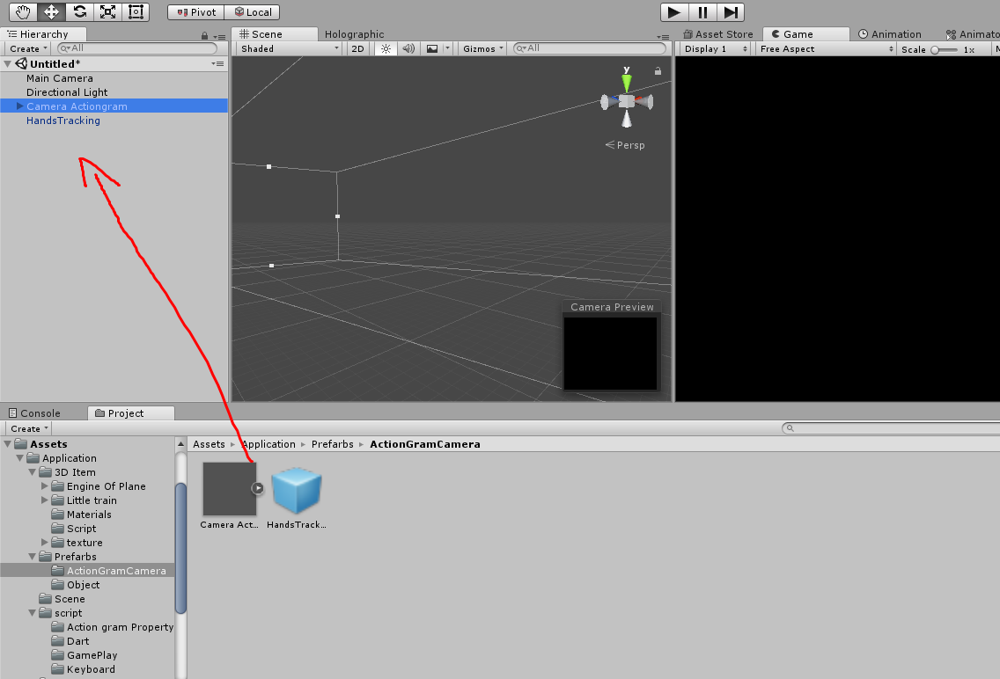 Pivot Local
Hierarchy
Create All
Untitled*
Main Camera
Directional Light
Camera Actiongram
HandsTracking
Scene Holographic
Shaded 2D Gizmos All
y
Persp
Camera Preview
Asset Store Game Animation Animato
Display 1 Free Aspect Scale 1x M
Console Project
Create
Assets
Application
3D Item
Engine Of Plane
Little train
Materials
Script
texture
Prefarbs
ActionGramCamera
Object
Scene
script
Action gram Property
Dart
GamePlay
Keyboard
Assets Application Prefarbs ActionGramCamera
Camera Act... HandsTrack...